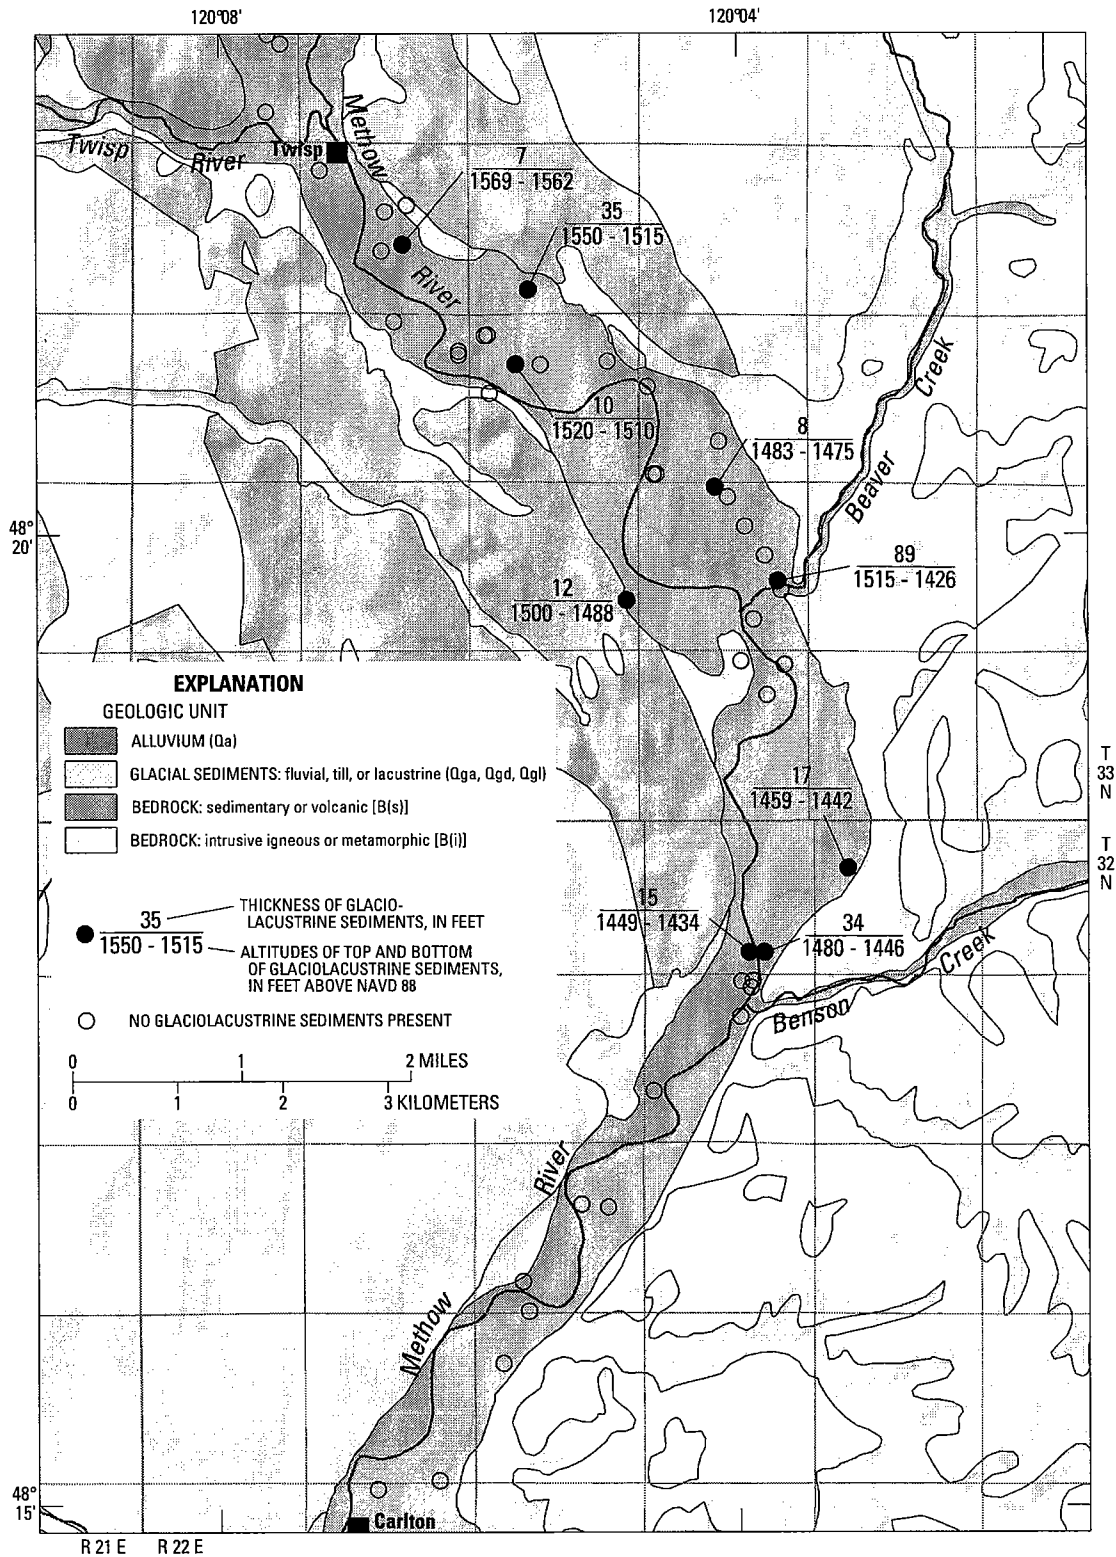 120°08'
120°04'
Methow
Twisp
River
Twisp
7
1569 - 1562
35
1550 - 1515
River
Creek
10
1520 - 1510
8
1483 - 1475
Beaver
48°
20'
89
1515 - 1426
12
1500 - 1488
EXPLANATION
GEOLOGIC UNIT
ALLUVIUM (Qa)
GLACIAL SEDIMENTS: fluvial, till, or lacustrine (Qga, Qgd, Qgl)
BEDROCK: sedimentary or volcanic [B(s)]
BEDROCK: intrusive igneous or metamorphic [B(i)]
T
33
N
17
1459 - 1442
T
32
N
35
1550 - 1515
THICKNESS OF GLACIO-
LACUSTRINE SEDIMENTS, IN FEET
ALTITUDES OF TOP AND BOTTOM
OF GLACIOLACUSTRINE SEDIMENTS,
IN FEET ABOVE NAVD 88
NO GLACIOLACUSTRINE SEDIMENTS PRESENT
15
1449 - 1434
34
1480 - 1446
Creek
Benson
0 1 2 MILES
0 1 2 3 KILOMETERS
River
Methow
48°
15'
Carlton
R 21 E R 22 E